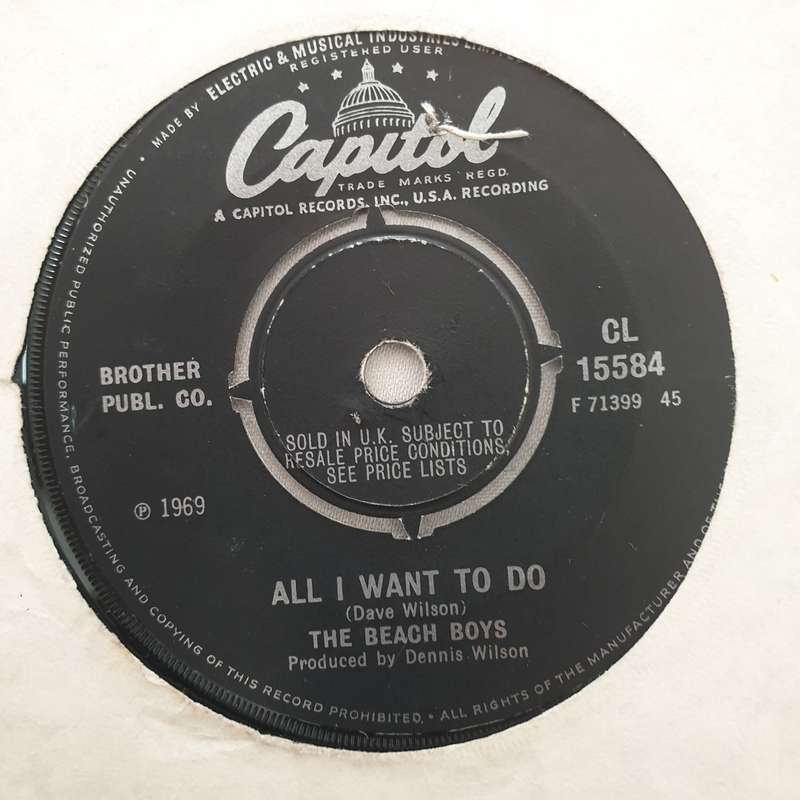 MADE BY ELECTRIC & MUSICAL INDUSTRIES
REGISTERED USER
Capitol
TRADE MARKS REGD.
A CAPITOL RECORDS, INC., U.S.A. RECORDING
BROTHER
PUBL. CO.
CL
15584
F 71399 45
SOLD IN U.K. SUBJECT TO
RESALE PRICE CONDITIONS,
SEE PRICE LISTS
℗ 1969
ALL I WANT TO DO
(Dave Wilson)
THE BEACH BOYS
Produced by Dennis Wilson
• UNAUTHORIZED PUBLIC PERFORMANCE, BROADCASTING AND COPYING OF THIS RECORD PROHIBITED. • ALL RIGHTS OF THE MANUFACTURER AND OF